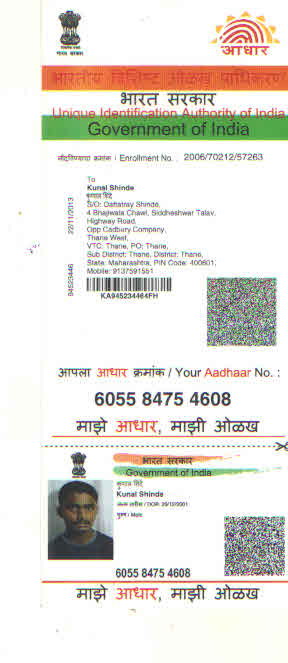 भारत सरकार
आधार
भारतीय विशिष्ट ओळख प्राधिकरण
भारत सरकार
Unique Identification Authority of India
Government of India
Enrollment No. : 2006/70212/57263
To
Kunal Shinde
कुणाल शिंदे
S/O: Dattatray Shinde,
4 Bhajiwala Chawl, Siddheshwar Talav,
Highway Road,
Opp Cadbury Company,
Thane West,
VTC: Thane, PO: Thane,
Sub District: Thane, District: Thane,
State: Maharashtra, PIN Code: 400601,
Mobile: 9137591551
22/11/2013
94523446
KA945234464FH
आपला आधार क्रमांक / Your Aadhaar No. :
6055 8475 4608
माझे आधार, माझी ओळख
भारत सरकार
Government of India
कुणाल शिंदे
Kunal Shinde
जन्म तारीख / DOB: 29/12/2001
पुरुष / Male
6055 8475 4608
माझे आधार, माझी ओळख